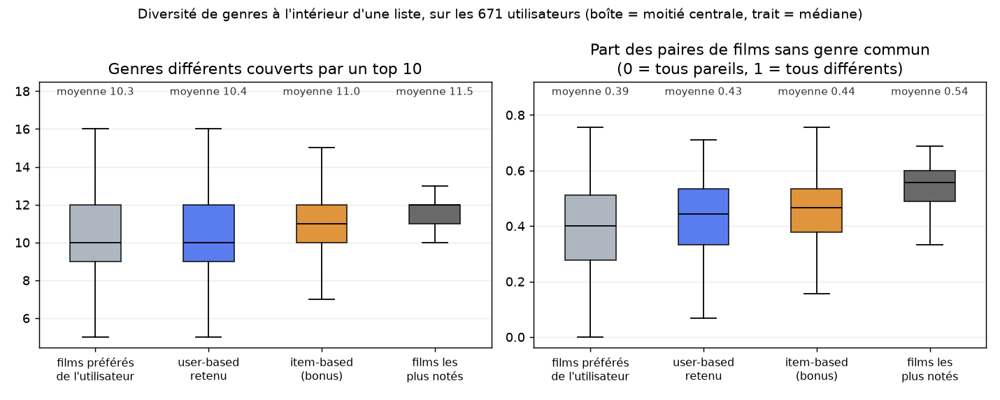 Diversité de genres à l'intérieur d'une liste, sur les 671 utilisateurs (boîte = moitié centrale, trait = médiane)
Genres différents couverts par un top 10
moyenne 10.3 moyenne 10.4 moyenne 11.0 moyenne 11.5
18
16
14
12
10
8
6
films préférés
de l'utilisateur
user-based
retenu
item-based
(bonus)
films les
plus notés
Part des paires de films sans genre commun
(0 = tous pareils, 1 = tous différents)
moyenne 0.39 moyenne 0.43 moyenne 0.44 moyenne 0.54
0.8
0.6
0.4
0.2
0.0
films préférés
de l'utilisateur
user-based
retenu
item-based
(bonus)
films les
plus notés